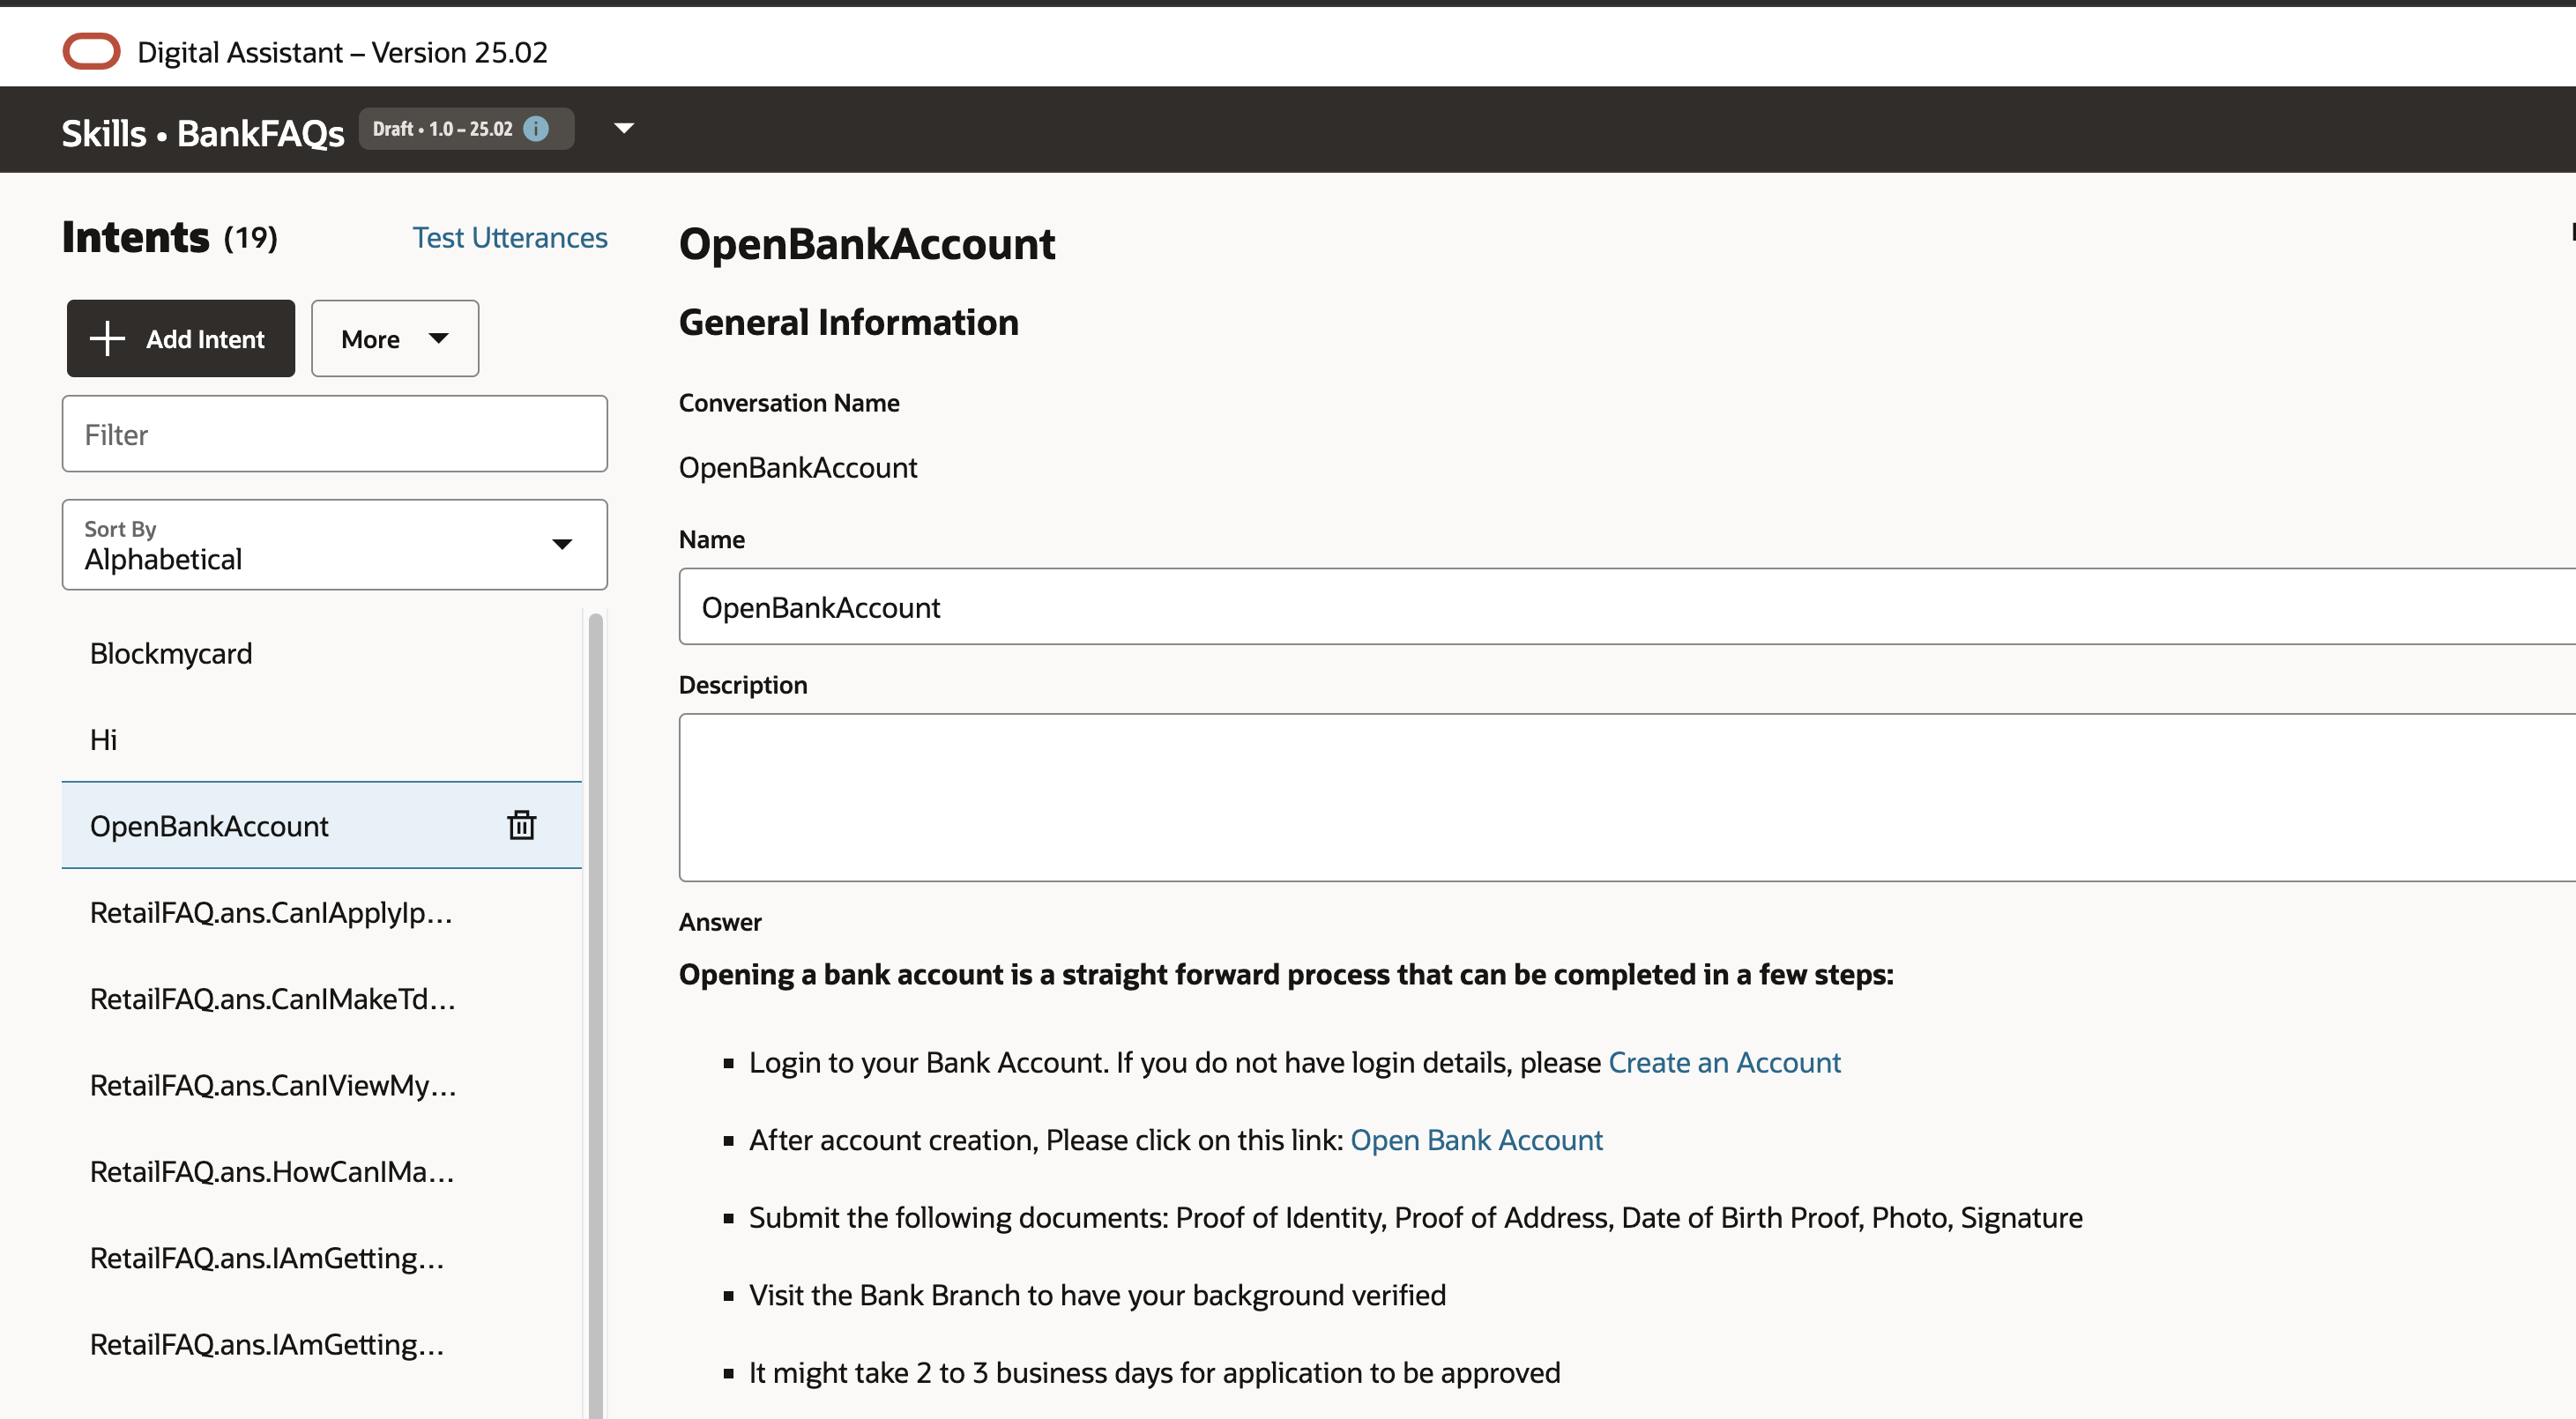 Digital Assistant – Version 25.02
Skills • BankFAQs
Draft • 1.0 – 25.02
Intents (19)
Test Utterances
Add Intent
More
Filter
Sort By
Alphabetical
Blockmycard
Hi
OpenBankAccount
RetailFAQ.ans.CanIApplyIp...
RetailFAQ.ans.CanIMakeTd...
RetailFAQ.ans.CanIViewMy...
RetailFAQ.ans.HowCanIMa...
RetailFAQ.ans.IAmGetting...
RetailFAQ.ans.IAmGetting...
OpenBankAccount
General Information
Conversation Name
OpenBankAccount
Name
OpenBankAccount
Description
Answer
Opening a bank account is a straight forward process that can be completed in a few steps:
▪ Login to your Bank Account. If you do not have login details, please Create an Account
▪ After account creation, Please click on this link: Open Bank Account
▪ Submit the following documents: Proof of Identity, Proof of Address, Date of Birth Proof, Photo, Signature
▪ Visit the Bank Branch to have your background verified
▪ It might take 2 to 3 business days for application to be approved